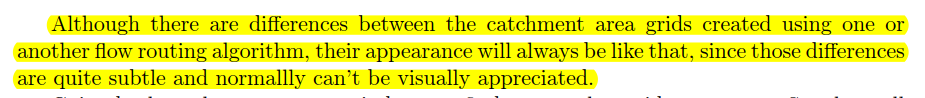 Although there are differences between the catchment area grids created using one or
another flow routing algorithm, their appearance will always be like that, since those differences
are quite subtle and normallly can't be visually appreciated.